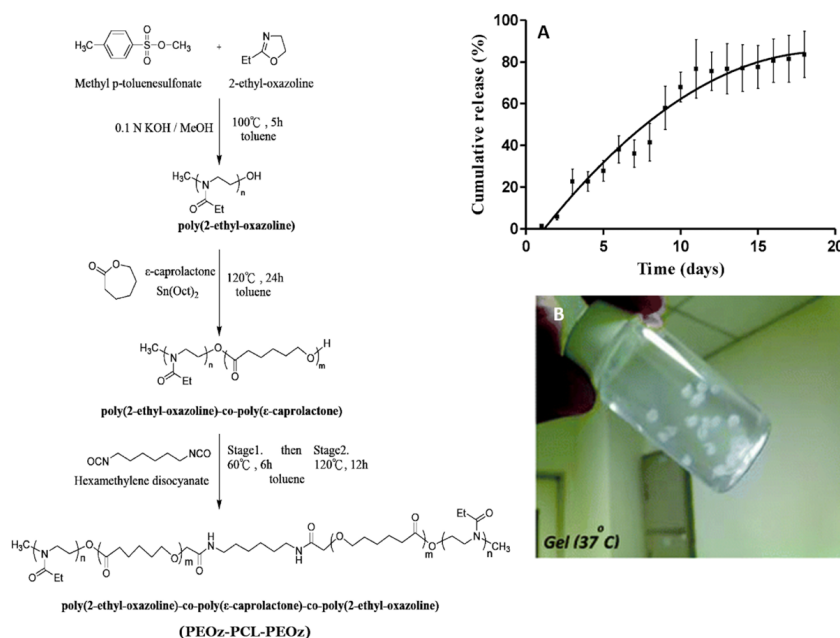 CH₃
O
S
O
O
CH₃
+
N
Et
O
Methyl p-toluenesulfonate
2-ethyl-oxazoline
0.1 N KOH / MeOH
100℃ , 5h
toluene
H₃C
N
OH
n
O
Et
poly(2-ethyl-oxazoline)
O
O
ε-caprolactone
Sn(Oct)₂
120℃, 24h
toluene
H₃C
N
n
O
O
O
H
m
O
Et
poly(2-ethyl-oxazoline)-co-poly(ε-caprolactone)
OCN
NCO
Hexamethylene disocyanate
Stage1. then Stage2.
60℃, 6h 120℃, 12h
toluene
H₃C
N
n
O
Et
O
O
O
m
O
H
N
N
H
O
O
O
m
O
Et
O
N
n
CH₃
poly(2-ethyl-oxazoline)-co-poly(ε-caprolactone)-co-poly(2-ethyl-oxazoline)
(PEOz-PCL-PEOz)
A
Cumulative release (%)
100
80
60
40
20
0
0 5 10 15 20
Time (days)
B
Gel (37°C)